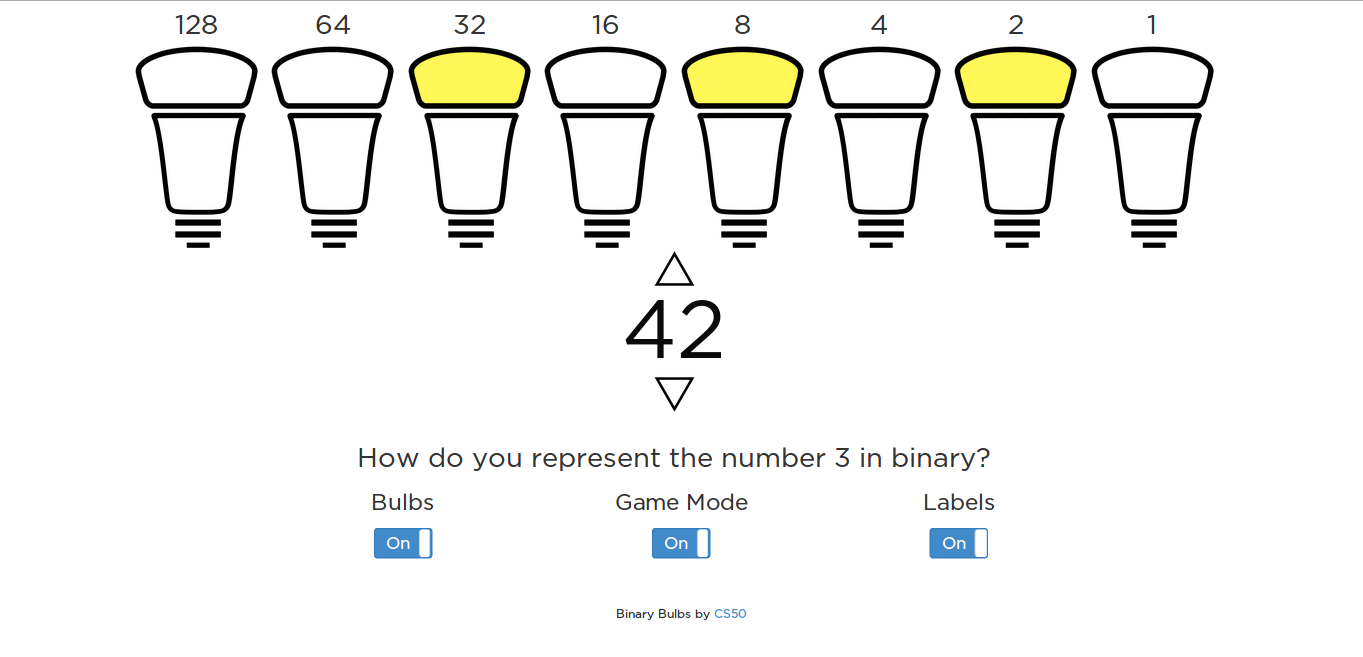 128 64 32 16 8 4 2 1
42
How do you represent the number 3 in binary?
Bulbs Game Mode Labels
On On On
Binary Bulbs by CS50